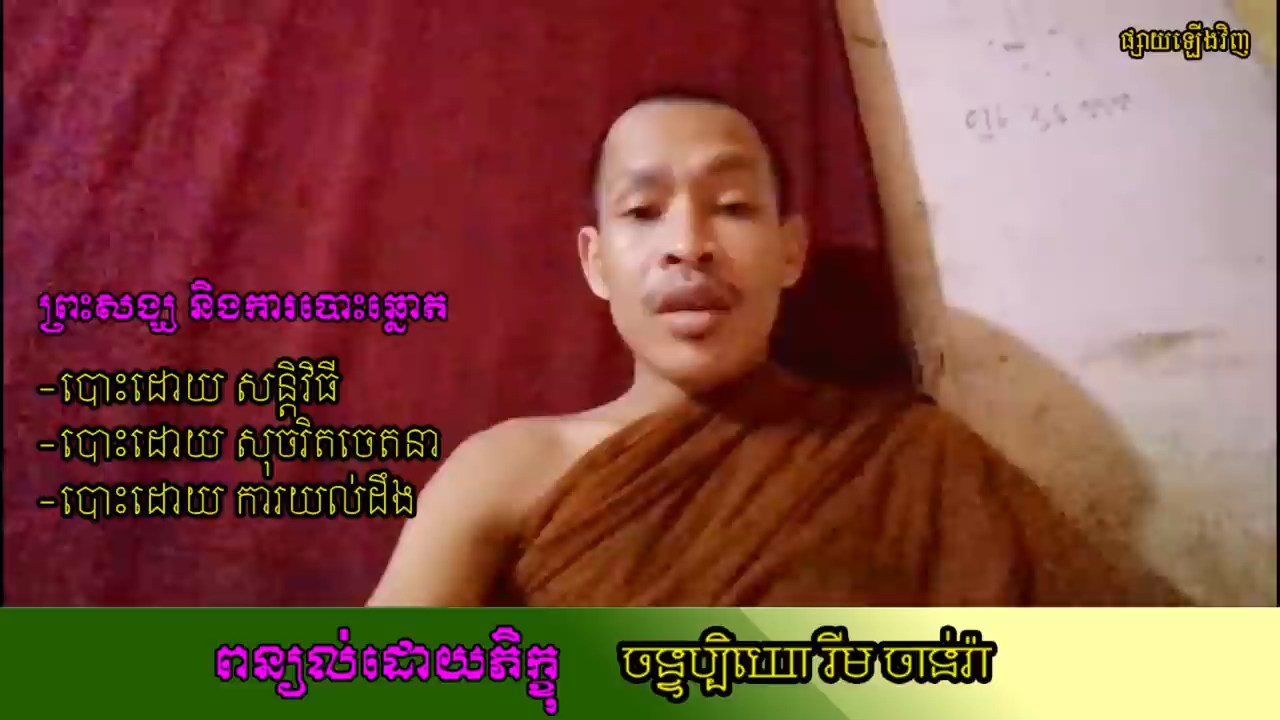 ផ្សាយឡើងវិញ
ព្រះសង្ឃ និងការបោះឆ្នោត
-បោះដោយ សន្តិវិធី
-បោះដោយ សុចរិតចេតនា
-បោះដោយ ការយល់ដឹង
ពន្យល់ដោយភិក្ខុ ចន្ទប្បិយោ រីម ចាន់រ៉ា